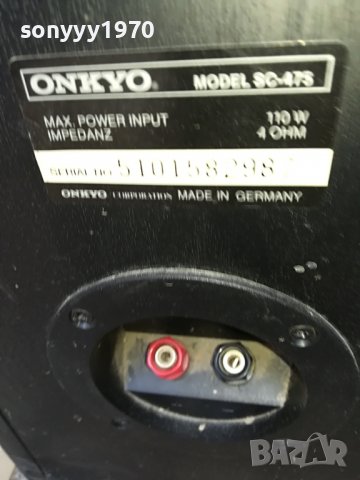 sonyyy1970
ONKYO. MODEL SC-47S
MAX. POWER INPUT 110 W
IMPEDANZ 4 OHM
SERIAL NO. 5101582982
ONKYO CORPORATION MADE IN GERMANY
BAZAR